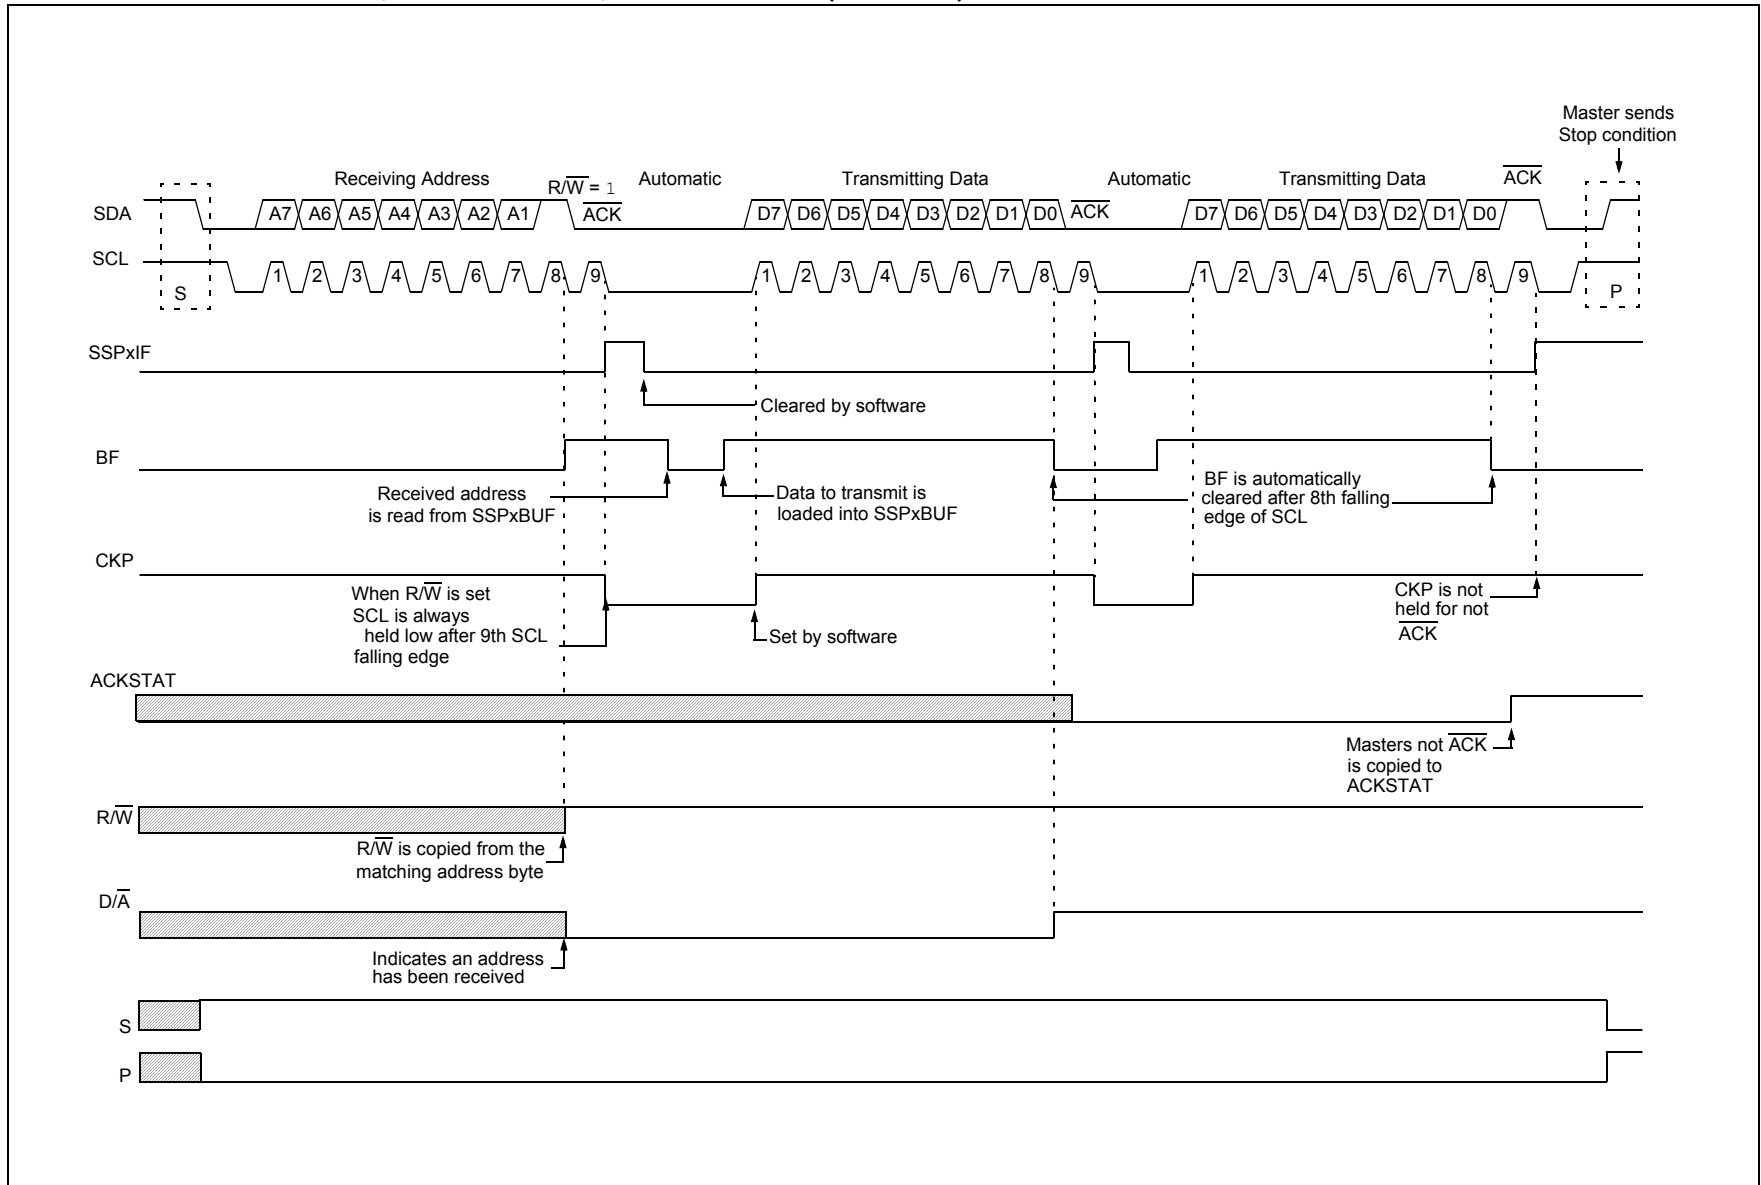 Master sends
Stop condition
Receiving Address
R/W̅ = 1
Automatic
Transmitting Data
Automatic
Transmitting Data
A̅C̅K̅
SDA
A7 A6 A5 A4 A3 A2 A1
A̅C̅K̅
D7 D6 D5 D4 D3 D2 D1 D0
A̅C̅K̅
D7 D6 D5 D4 D3 D2 D1 D0
SCL
1 2 3 4 5 6 7 8 9
1 2 3 4 5 6 7 8 9
1 2 3 4 5 6 7 8 9
S
P
SSPxIF
Cleared by software
BF
Received address
is read from SSPxBUF
Data to transmit is
loaded into SSPxBUF
BF is automatically
cleared after 8th falling
edge of SCL
CKP
When R/W̅ is set
SCL is always
held low after 9th SCL
falling edge
Set by software
CKP is not
held for not
A̅C̅K̅
ACKSTAT
Masters not A̅C̅K̅
is copied to
ACKSTAT
R/W̅
R/W̅ is copied from the
matching address byte
D/A̅
Indicates an address
has been received
S
P